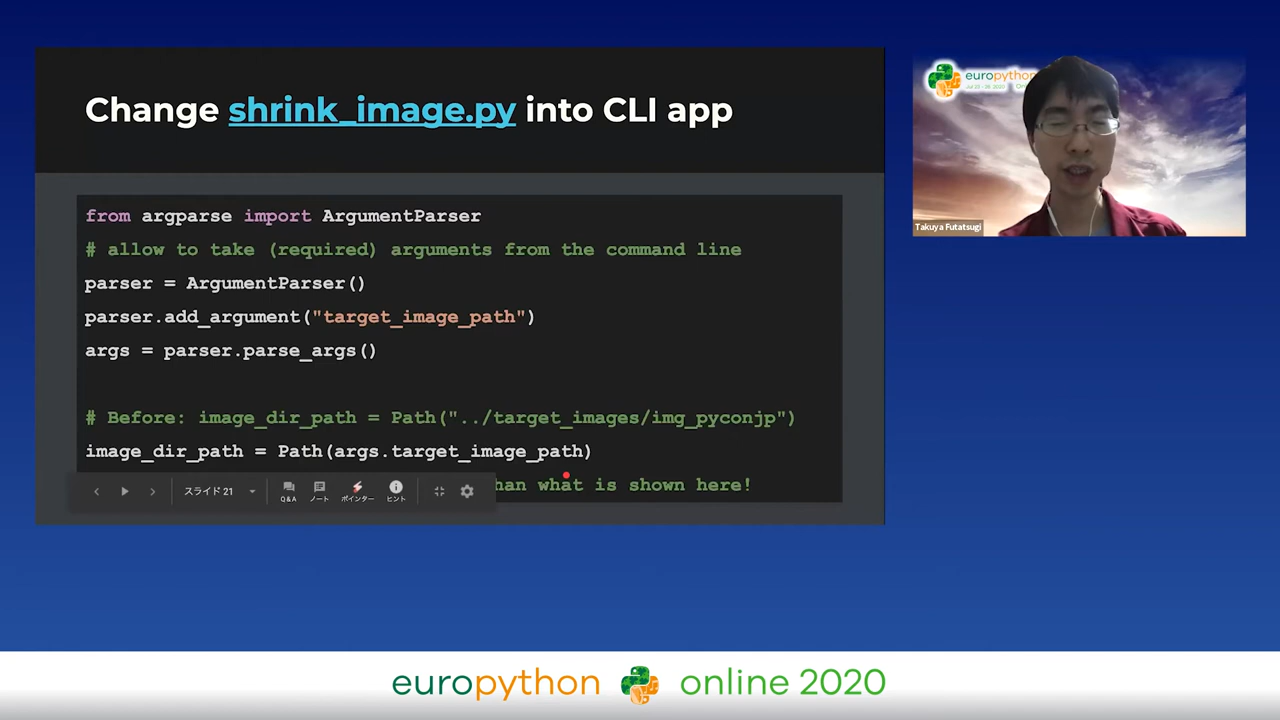 Change shrink_image.py into CLI app
from argparse import ArgumentParser
# allow to take (required) arguments from the command line
parser = ArgumentParser()
parser.add_argument("target_image_path")
args = parser.parse_args()
# Before: image_dir_path = Path("../target_images/img_pyconjp")
image_dir_path = Path(args.target_image_path)
what is shown here!
スライド 21
Q&A
ノート
ポインター
ヒント
europython
Takuya Futatsugi
europython online 2020